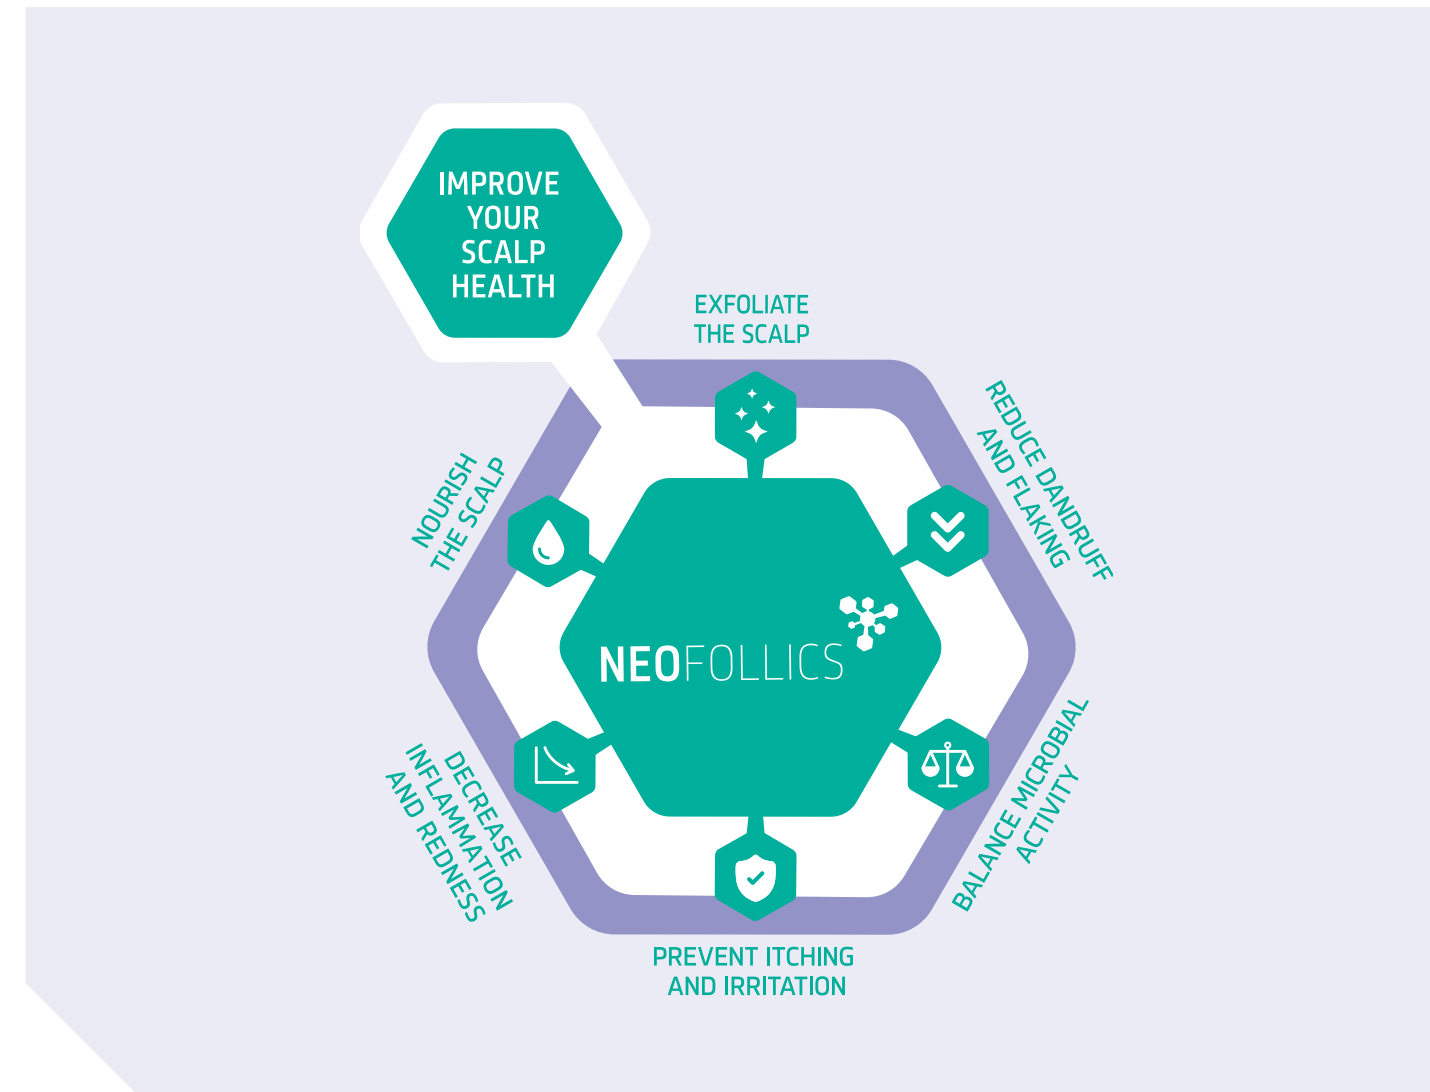 IMPROVE
YOUR
SCALP
HEALTH
EXFOLIATE
THE SCALP
REDUCE DANDRUFF
AND FLAKING
BALANCE MICROBIAL
ACTIVITY
PREVENT ITCHING
AND IRRITATION
DECREASE
INFLAMMATION
AND REDNESS
NOURISH
THE SCALP
NEOFOLLICS